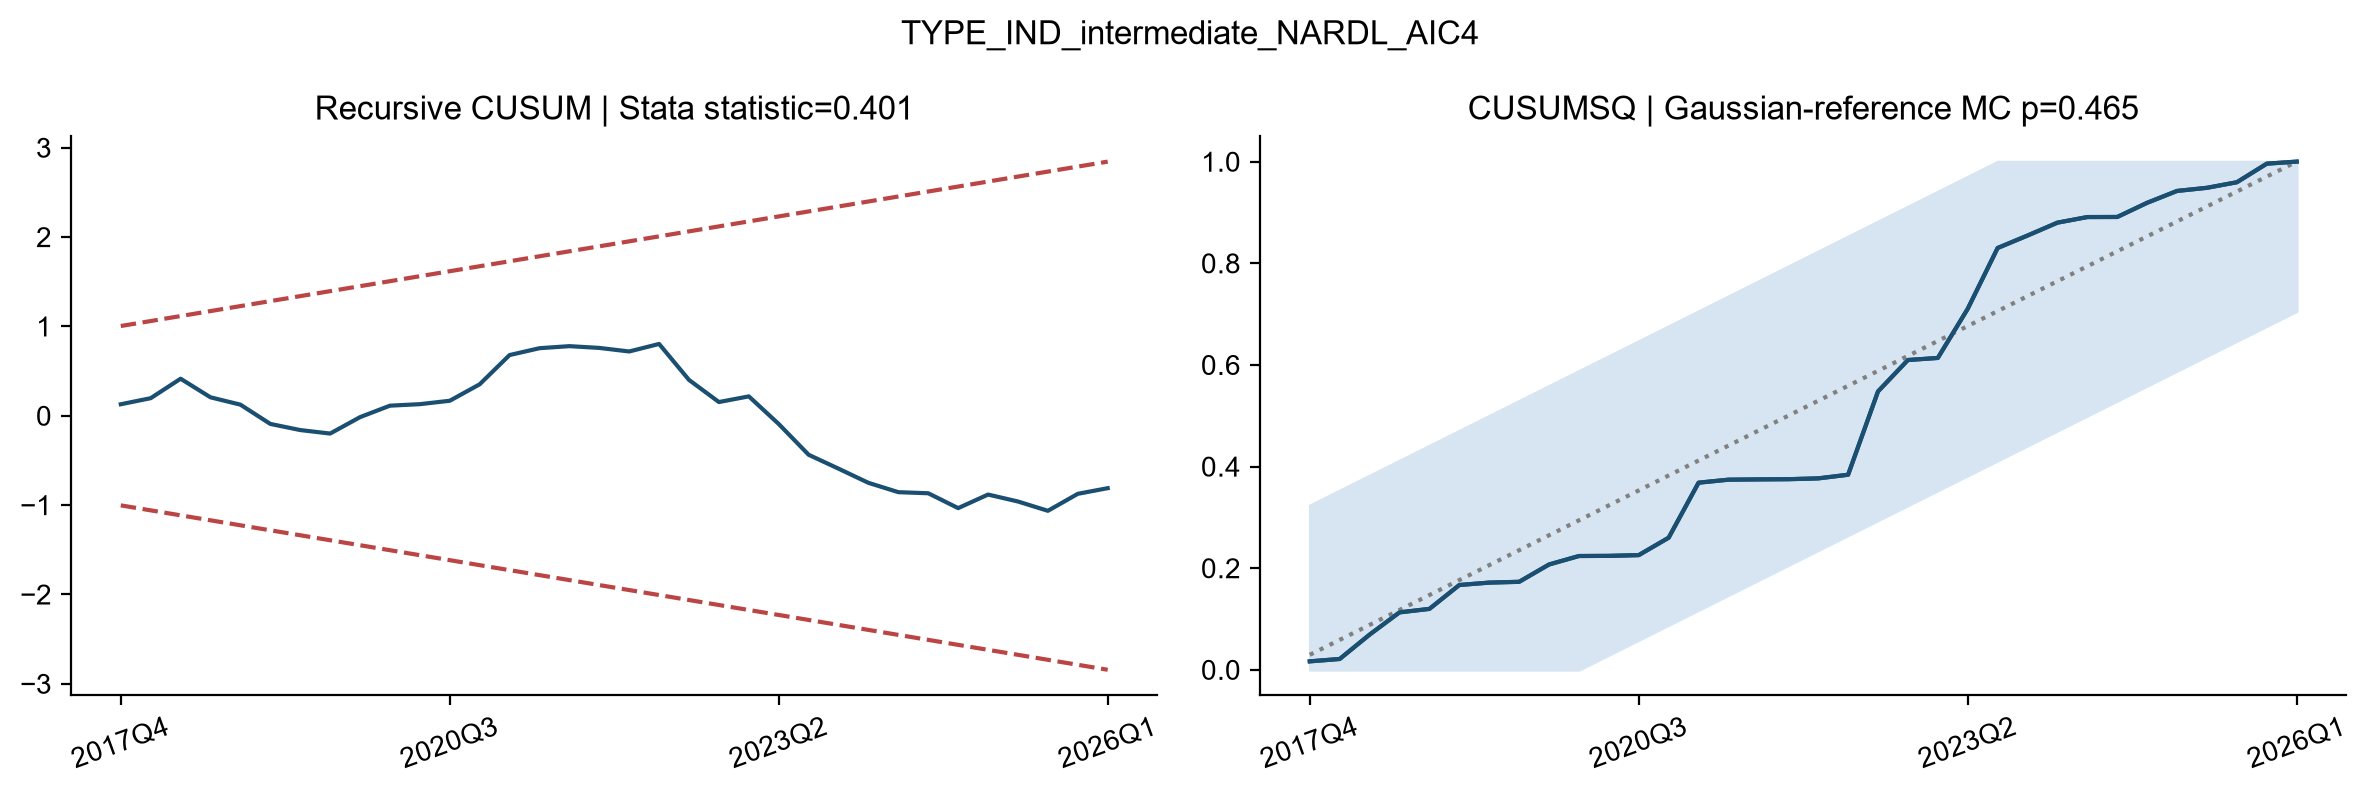 TYPE_IND_intermediate_NARDL_AIC4
Recursive CUSUM | Stata statistic=0.401
3
2
1
0
−1
−2
−3
2017Q4
2020Q3
2023Q2
2026Q1
CUSUMSQ | Gaussian-reference MC p=0.465
1.0
0.8
0.6
0.4
0.2
0.0
2017Q4
2020Q3
2023Q2
2026Q1